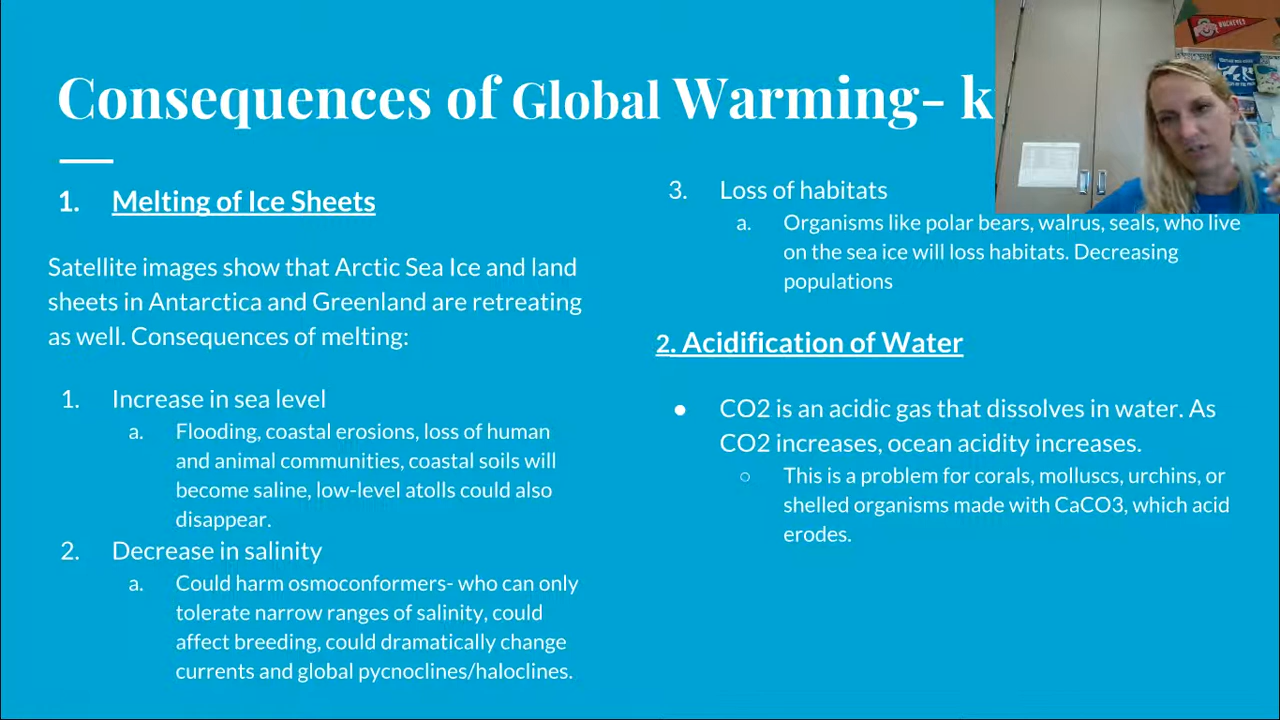 Consequences of Global Warming- k
1. Melting of Ice Sheets
Satellite images show that Arctic Sea Ice and land
sheets in Antarctica and Greenland are retreating
as well. Consequences of melting:
1. Increase in sea level
a. Flooding, coastal erosions, loss of human
and animal communities, coastal soils will
become saline, low-level atolls could also
disappear.
2. Decrease in salinity
a. Could harm osmoconformers- who can only
tolerate narrow ranges of salinity, could
affect breeding, could dramatically change
currents and global pycnoclines/haloclines.
3. Loss of habitats
a. Organisms like polar bears, walrus, seals, who live
on the sea ice will loss habitats. Decreasing
populations
2. Acidification of Water
● CO2 is an acidic gas that dissolves in water. As
CO2 increases, ocean acidity increases.
○ This is a problem for corals, molluscs, urchins, or
shelled organisms made with CaCO3, which acid
erodes.
BUCKEYES